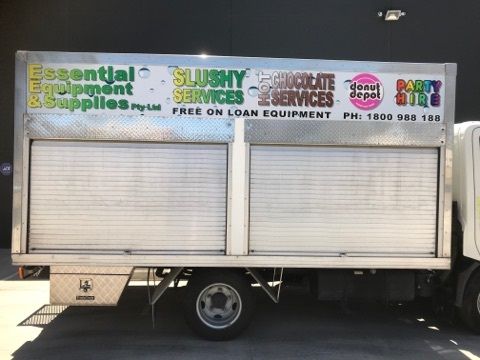 Essential
Equipment
& Supplies Pty Ltd
SLUSHY
SERVICES
HOT CHOCOLATE
SERVICES
donut
depot
PARTY
HIRE
FREE ON LOAN EQUIPMENT PH: 1800 988 188